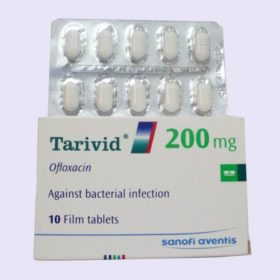 Tarivid® 200 mg
Ofloxacin
Against bacterial infection
10 Film tablets
sanofi aventis